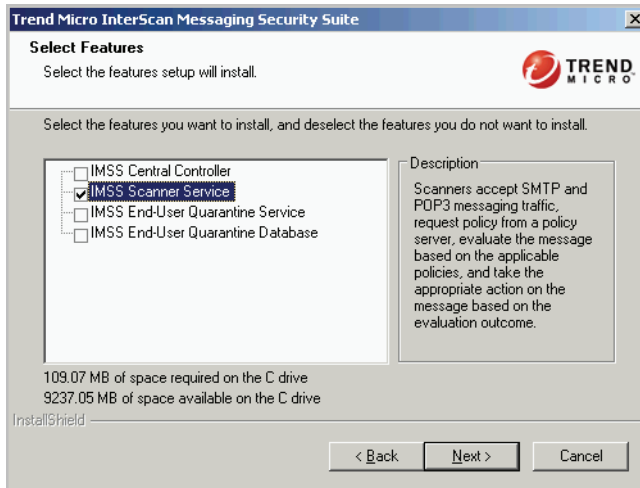 Trend Micro InterScan Messaging Security Suite
Select Features
Select the features setup will install.
TREND
MICRO
Select the features you want to install, and deselect the features you do not want to install.
IMSS Central Controller
IMSS Scanner Service
IMSS End-User Quarantine Service
IMSS End-User Quarantine Database
Description
Scanners accept SMTP and
POP3 messaging traffic,
request policy from a policy
server, evaluate the message
based on the applicable
policies, and take the
appropriate action on the
message based on the
evaluation outcome.
109.07 MB of space required on the C drive
9237.05 MB of space available on the C drive
InstallShield
< Back
Next >
Cancel